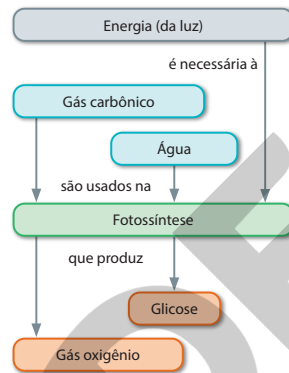 Energia (da luz)
é necessária à
Gás carbônico
Água
são usados na
Fotossíntese
que produz
Glicose
Gás oxigênio